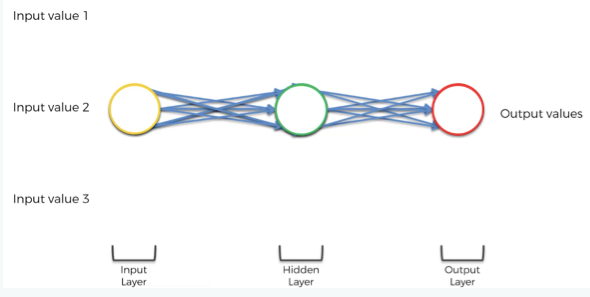 Input value 1
Input value 2
Output values
Input value 3
Input
Layer
Hidden
Layer
Output
Layer